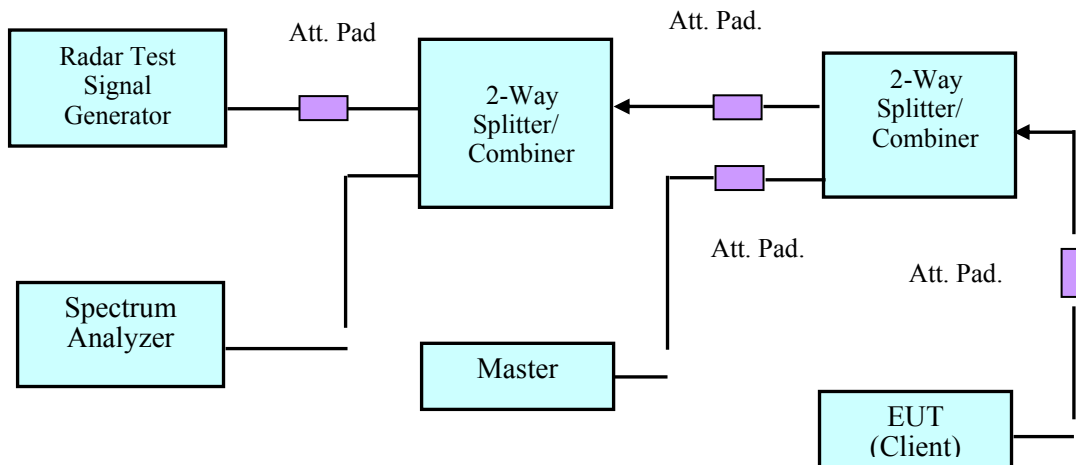 Att. Pad
Att. Pad.
Radar Test
Signal
Generator
2-Way
Splitter/
Combiner
2-Way
Splitter/
Combiner
Att. Pad.
Att. Pad.
Spectrum
Analyzer
Master
EUT
(Client)